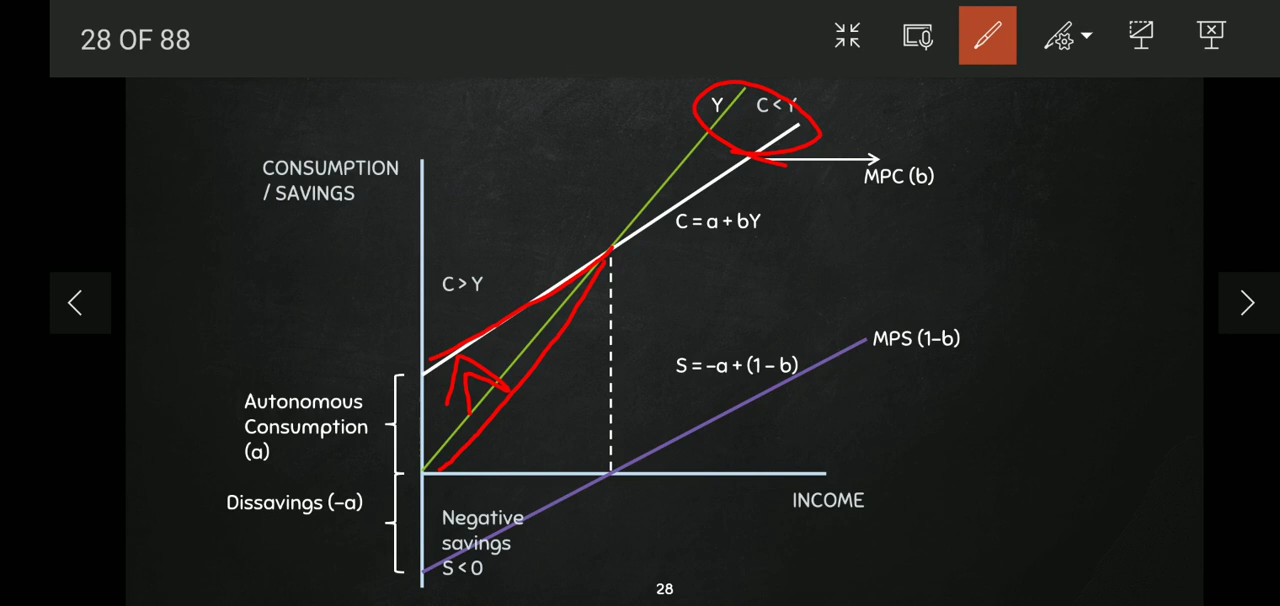 28 OF 88
Y
C < Y
CONSUMPTION
/ SAVINGS
MPC (b)
C = a + bY
C > Y
MPS (1-b)
S = -a + (1 - b)
Autonomous
Consumption
(a)
Dissavings (-a)
INCOME
Negative
savings
S < 0
28